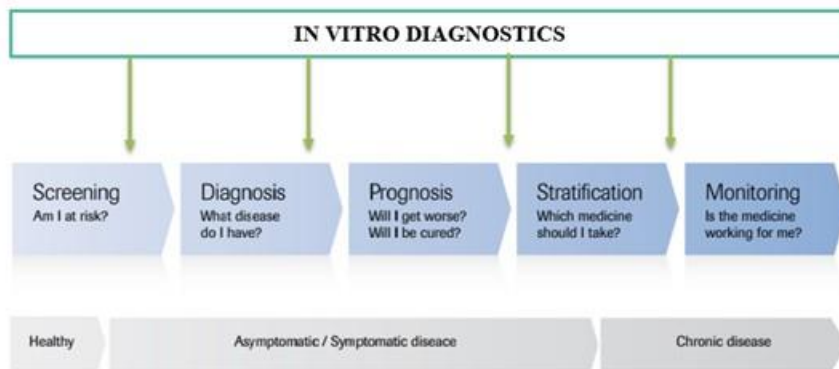 IN VITRO DIAGNOSTICS
Screening
Am I at risk?
Diagnosis
What disease
do I have?
Prognosis
Will I get worse?
Will I be cured?
Stratification
Which medicine
should I take?
Monitoring
Is the medicine
working for me?
Healthy
Asymptomatic / Symptomatic diseace
Chronic disease